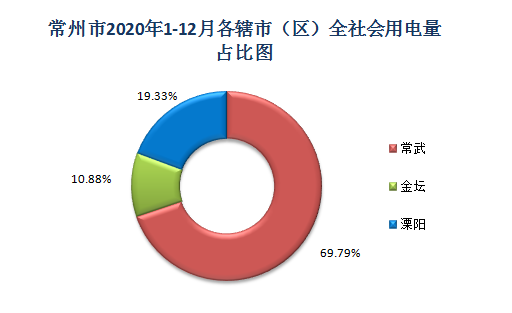 常州市2020年1-12月各辖市（区）全社会用电量
占比图
19.33%
10.88%
69.79%
常武
金坛
溧阳